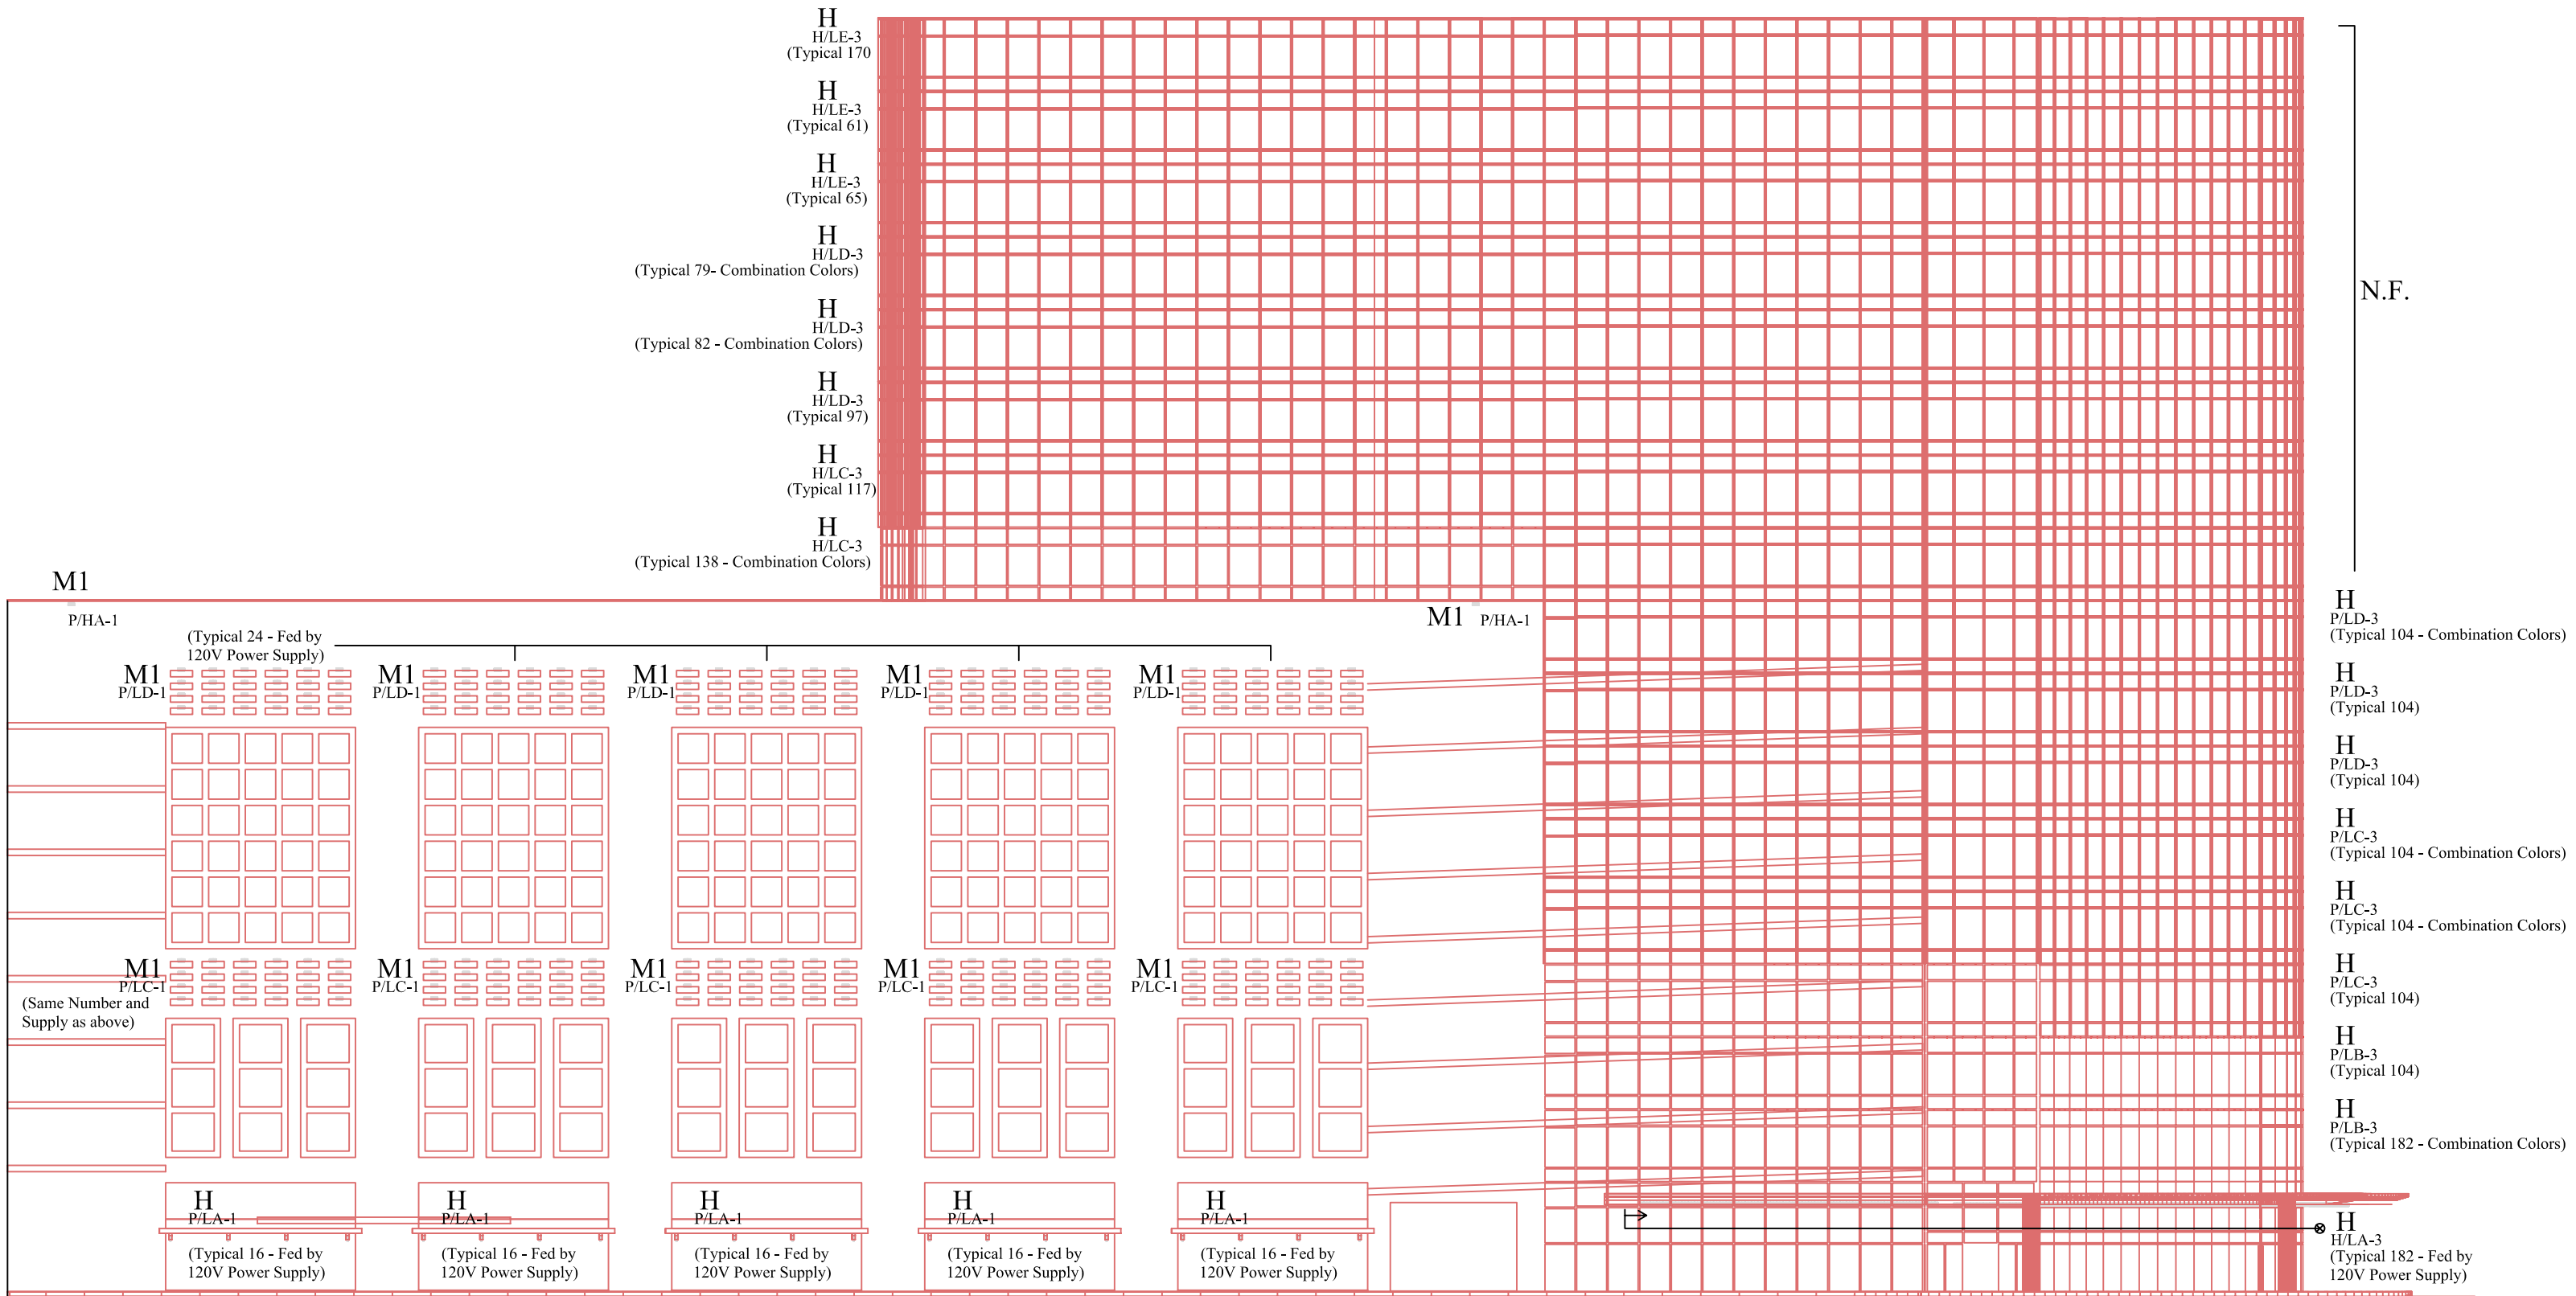 H
H/LE-3
(Typical 170
H
H/LE-3
(Typical 61)
H
H/LE-3
(Typical 65)
H
H/LD-3
(Typical 79- Combination Colors)
H
H/LD-3
(Typical 82 - Combination Colors)
H
H/LD-3
(Typical 97)
H
H/LC-3
(Typical 117)
H
H/LC-3
(Typical 138 - Combination Colors)
N.F.
M1
P/HA-1
M1 P/HA-1
(Typical 24 - Fed by
120V Power Supply)
M1
P/LD-1
M1
P/LD-1
M1
P/LD-1
M1
P/LD-1
M1
P/LD-1
M1
P/LC-1
M1
P/LC-1
M1
P/LC-1
M1
P/LC-1
M1
P/LC-1
(Same Number and
Supply as above)
H
P/LA-1
(Typical 16 - Fed by
120V Power Supply)
H
P/LA-1
(Typical 16 - Fed by
120V Power Supply)
H
P/LA-1
(Typical 16 - Fed by
120V Power Supply)
H
P/LA-1
(Typical 16 - Fed by
120V Power Supply)
H
P/LA-1
(Typical 16 - Fed by
120V Power Supply)
H
P/LD-3
(Typical 104 - Combination Colors)
H
P/LD-3
(Typical 104)
H
P/LD-3
(Typical 104)
H
P/LC-3
(Typical 104 - Combination Colors)
H
P/LC-3
(Typical 104 - Combination Colors)
H
P/LC-3
(Typical 104)
H
P/LB-3
(Typical 104)
H
P/LB-3
(Typical 182 - Combination Colors)
H
H/LA-3
(Typical 182 - Fed by
120V Power Supply)